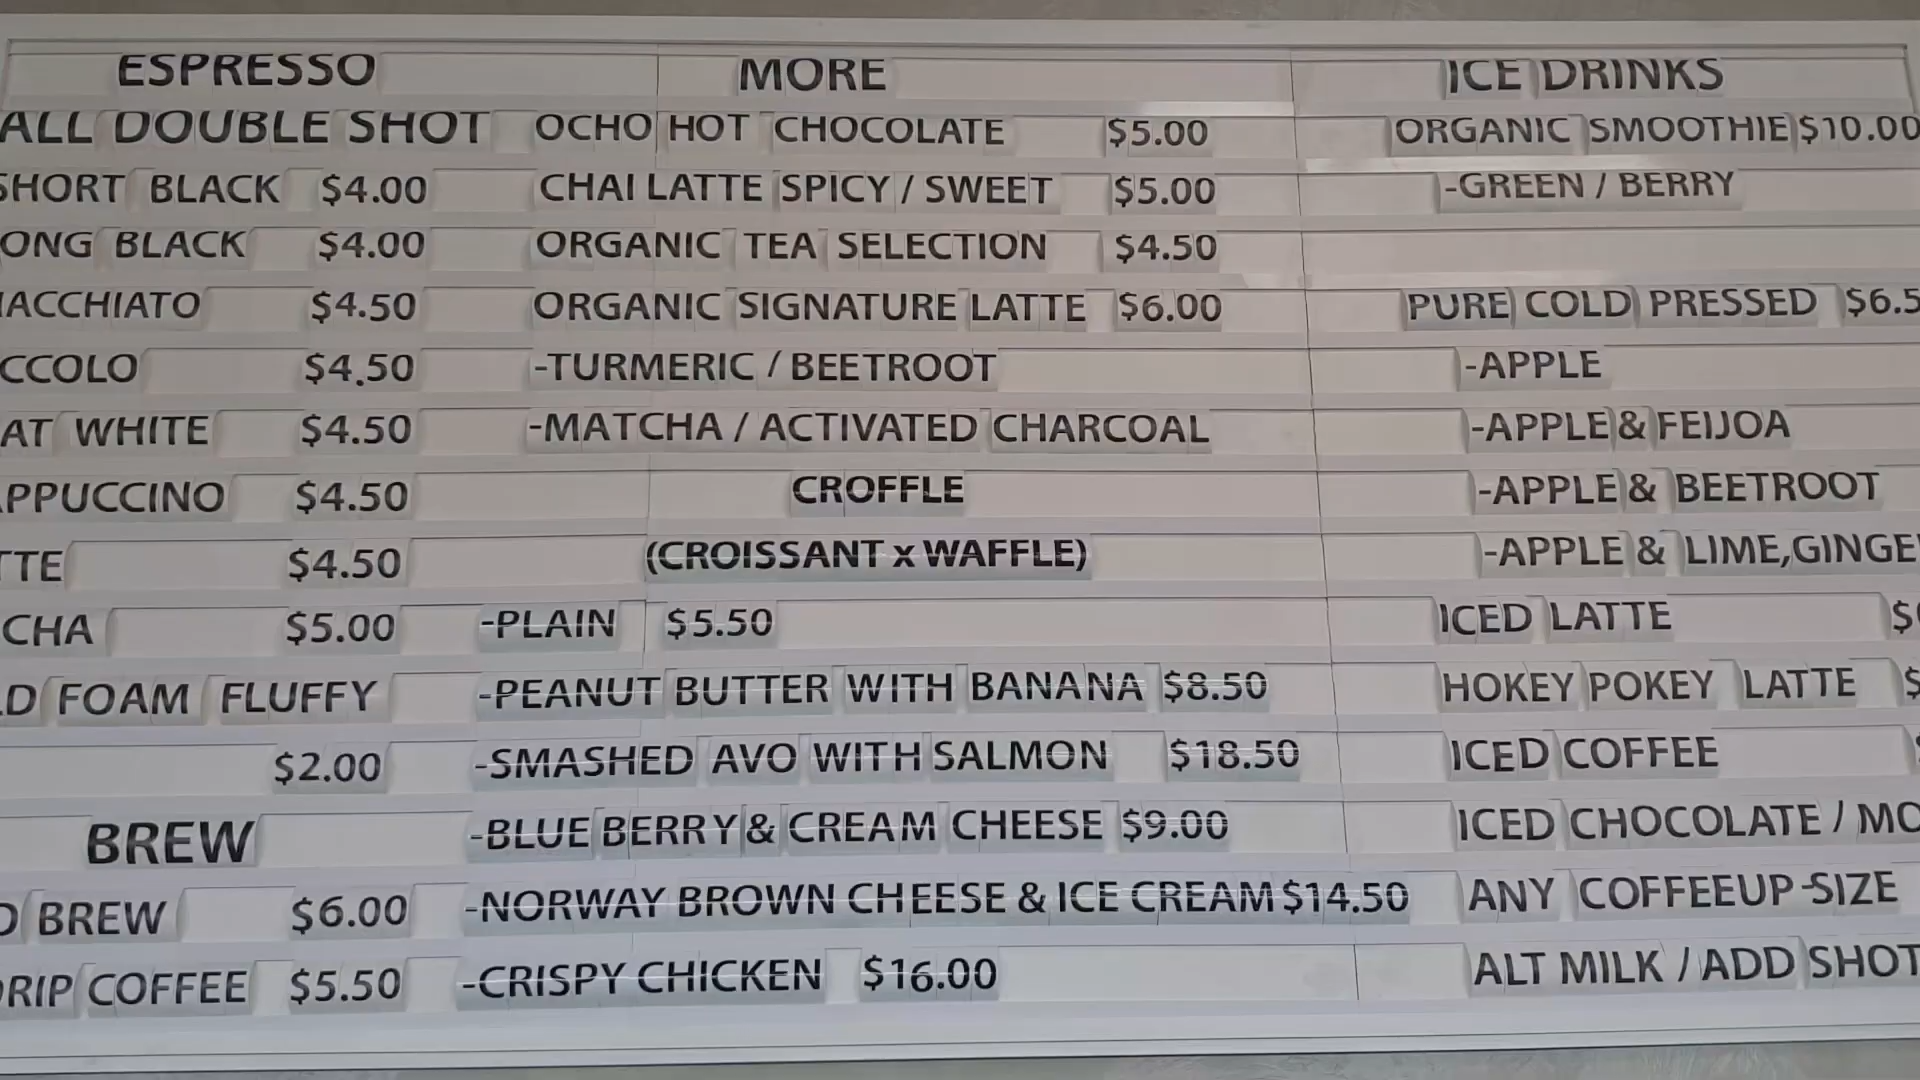 ESPRESSO
ALL DOUBLE SHOT
SHORT BLACK $4.00
ONG BLACK $4.00
ACCHIATO $4.50
CCOLO $4.50
AT WHITE $4.50
PPUCCINO $4.50
TTE $4.50
CHA $5.00
D FOAM FLUFFY
$2.00
BREW
D BREW $6.00
RIP COFFEE $5.50
MORE
OCHO HOT CHOCOLATE $5.00
CHAI LATTE SPICY / SWEET $5.00
ORGANIC TEA SELECTION $4.50
ORGANIC SIGNATURE LATTE $6.00
-TURMERIC / BEETROOT
-MATCHA / ACTIVATED CHARCOAL
CROFFLE
(CROISSANT x WAFFLE)
-PLAIN $5.50
-PEANUT BUTTER WITH BANANA $8.50
-SMASHED AVO WITH SALMON $18.50
-BLUE BERRY & CREAM CHEESE $9.00
-NORWAY BROWN CHEESE & ICE CREAM $14.50
-CRISPY CHICKEN $16.00
ICE DRINKS
ORGANIC SMOOTHIE $10.00
-GREEN / BERRY
PURE COLD PRESSED $6.5
-APPLE
-APPLE & FEIJOA
-APPLE & BEETROOT
-APPLE & LIME,GINGE
ICED LATTE $
HOKEY POKEY LATTE $
ICED COFFEE
ICED CHOCOLATE / MO
ANY COFFEEUP-SIZE
ALT MILK / ADD SHOT